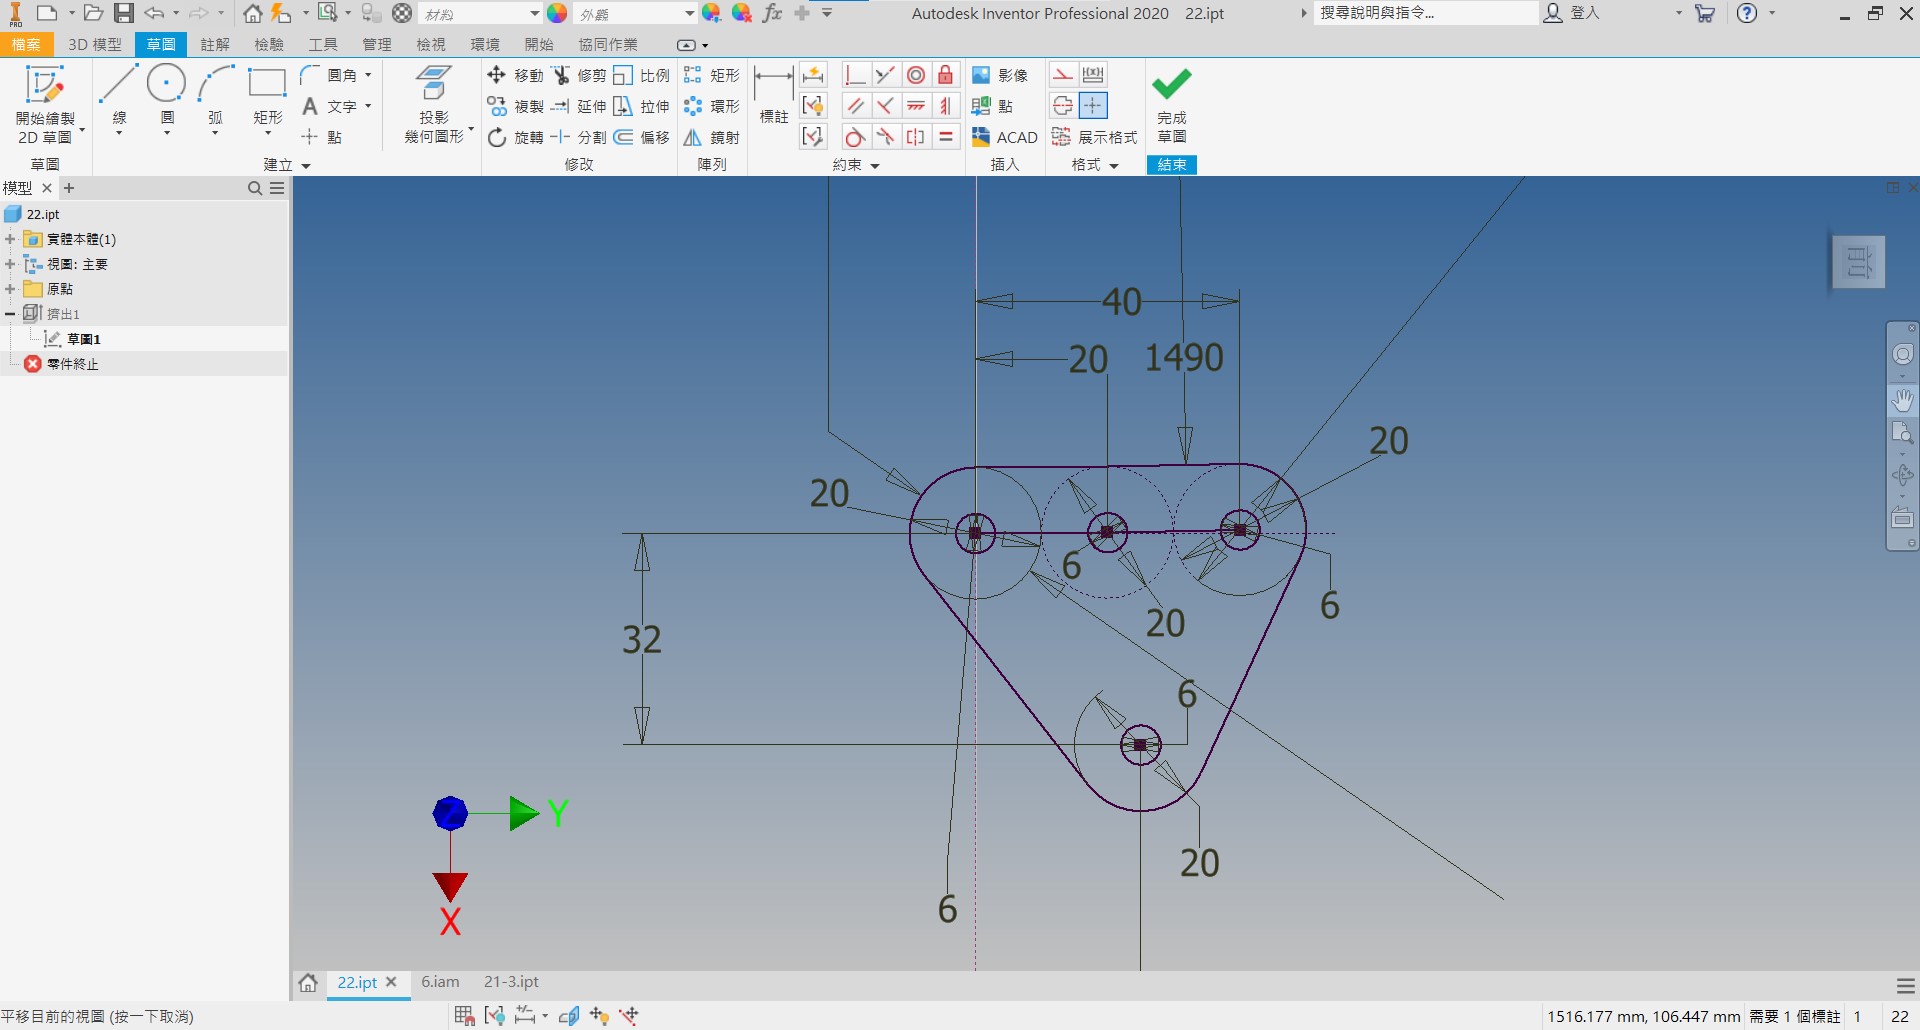 PRO
材料
外觀
fx
Autodesk Inventor Professional 2020 22.ipt
搜尋說明與指令...
登入
檔案 3D 模型 草圖 註解 檢驗 工具 管理 檢視 環境 開始 協同作業
開始繪製
2D 草圖
線
圓
弧
矩形
圓角
A 文字
點
投影
幾何圖形
移動 修剪 比例
複製 延伸 拉伸
旋轉 分割 偏移
矩形
環形
鏡射
標註
影像
點
ACAD
展示格式
完成
草圖
草圖 建立 修改 陣列 約束 插入 格式 結束
模型
22.ipt
實體本體(1)
視圖: 主要
原點
擠出1
草圖1
零件終止
前
40
20
1490
20
20
6
20
6
32
6
20
6
Z
Y
X
22.ipt 6.iam 21-3.ipt
平移目前的視圖 (按一下取消)
1516.177 mm, 106.447 mm 需要 1 個標註 1 22